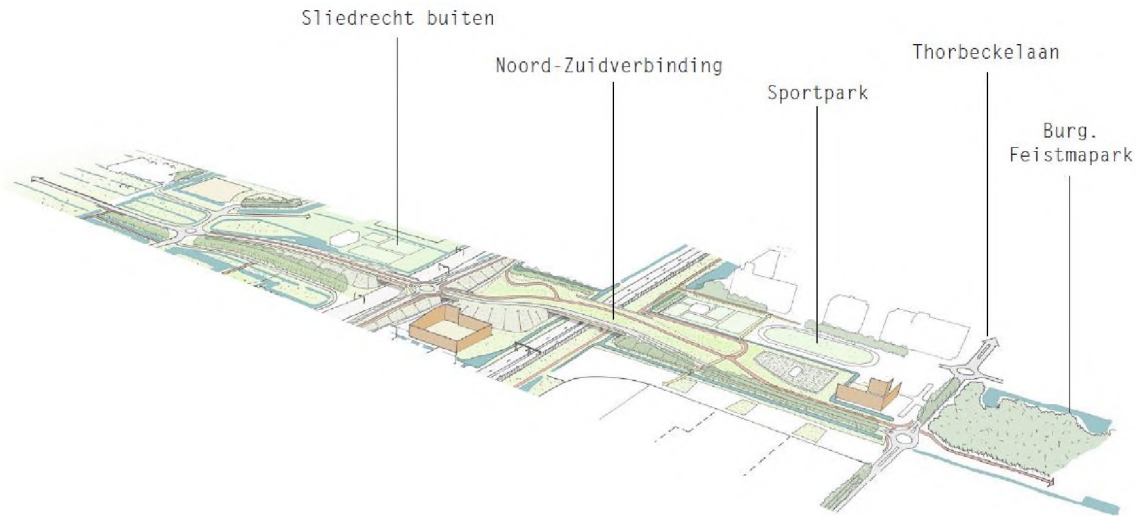 Sliedrecht buiten
Noord-Zuidverbinding
Thorbeckelaan
Sportpark
Burg.
Feistmapark